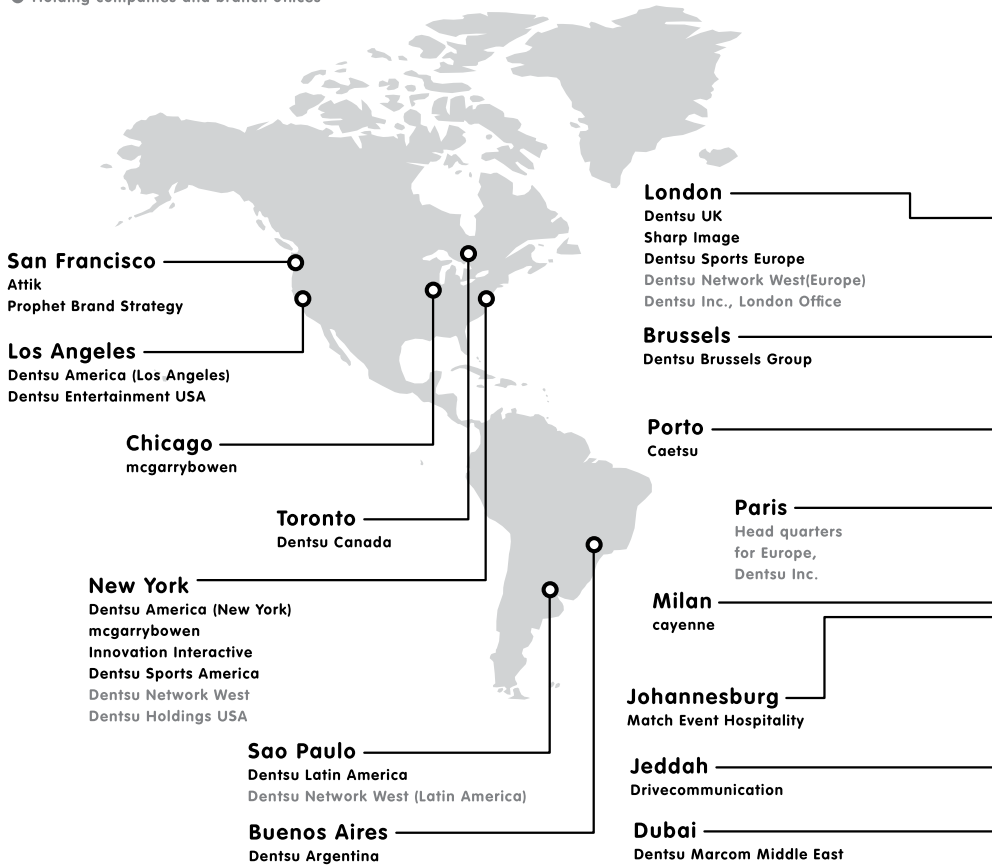 Holding companies and branch offices
San Francisco
Attik
Prophet Brand Strategy
Los Angeles
Dentsu America (Los Angeles)
Dentsu Entertainment USA
Chicago
mcgarrybowen
Toronto
Dentsu Canada
New York
Dentsu America (New York)
mcgarrybowen
Innovation Interactive
Dentsu Sports America
Dentsu Network West
Dentsu Holdings USA
Sao Paulo
Dentsu Latin America
Dentsu Network West (Latin America)
Buenos Aires
Dentsu Argentina
London
Dentsu UK
Sharp Image
Dentsu Sports Europe
Dentsu Network West(Europe)
Dentsu Inc., London Office
Brussels
Dentsu Brussels Group
Porto
Caetsu
Paris
Head quarters
for Europe,
Dentsu Inc.
Milan
cayenne
Johannesburg
Match Event Hospitality
Jeddah
Drivecommunication
Dubai
Dentsu Marcom Middle East